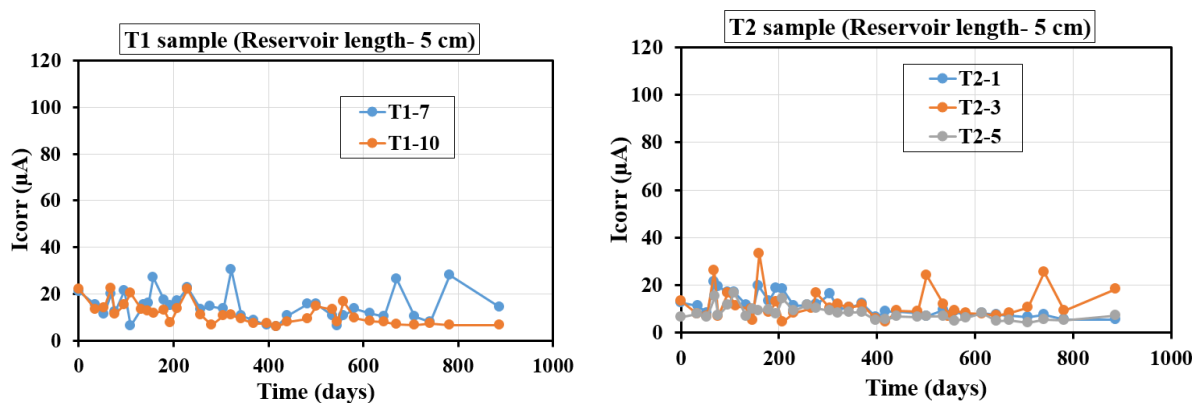 T1 sample (Reservoir length- 5 cm)
120
100
80
60
40
20
0
Icorr (µA)
T1-7
T1-10
0 200 400 600 800 1000
Time (days)
T2 sample (Reservoir length- 5 cm)
120
100
80
60
40
20
0
Icorr (µA)
T2-1
T2-3
T2-5
0 200 400 600 800 1000
Time (days)